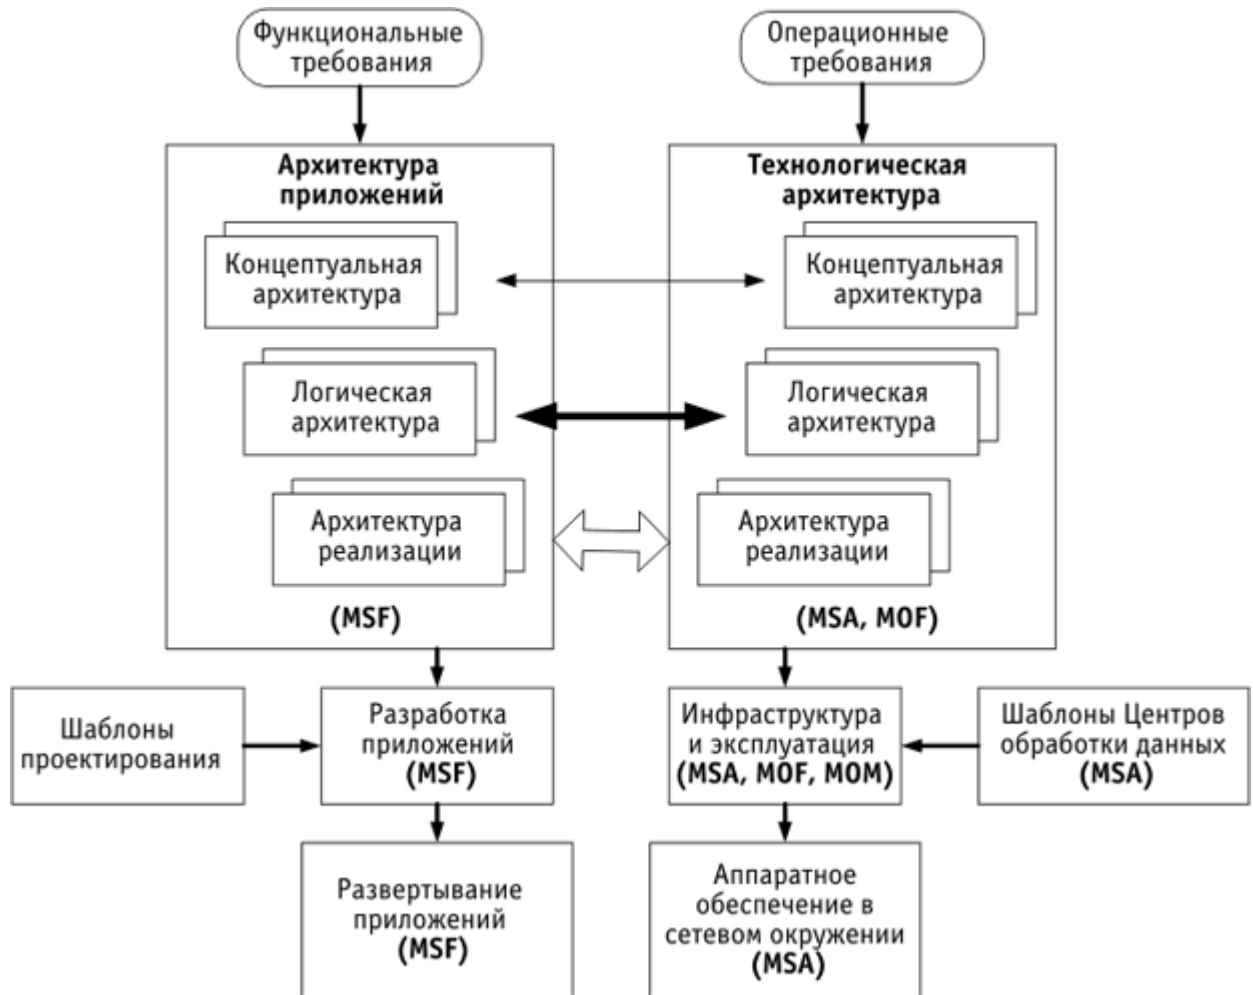 Функциональные
требования
Операционные
требования
Архитектура
приложений
Концептуальная
архитектура
Логическая
архитектура
Архитектура
реализации
(MSF)
Технологическая
архитектура
Концептуальная
архитектура
Логическая
архитектура
Архитектура
реализации
(MSA, MOF)
Шаблоны
проектирования
Разработка
приложений
(MSF)
Инфраструктура
и эксплуатация
(MSA, MOF, MOM)
Шаблоны Центров
обработки данных
(MSA)
Развертывание
приложений
(MSF)
Аппаратное
обеспечение в
сетевом окружении
(MSA)